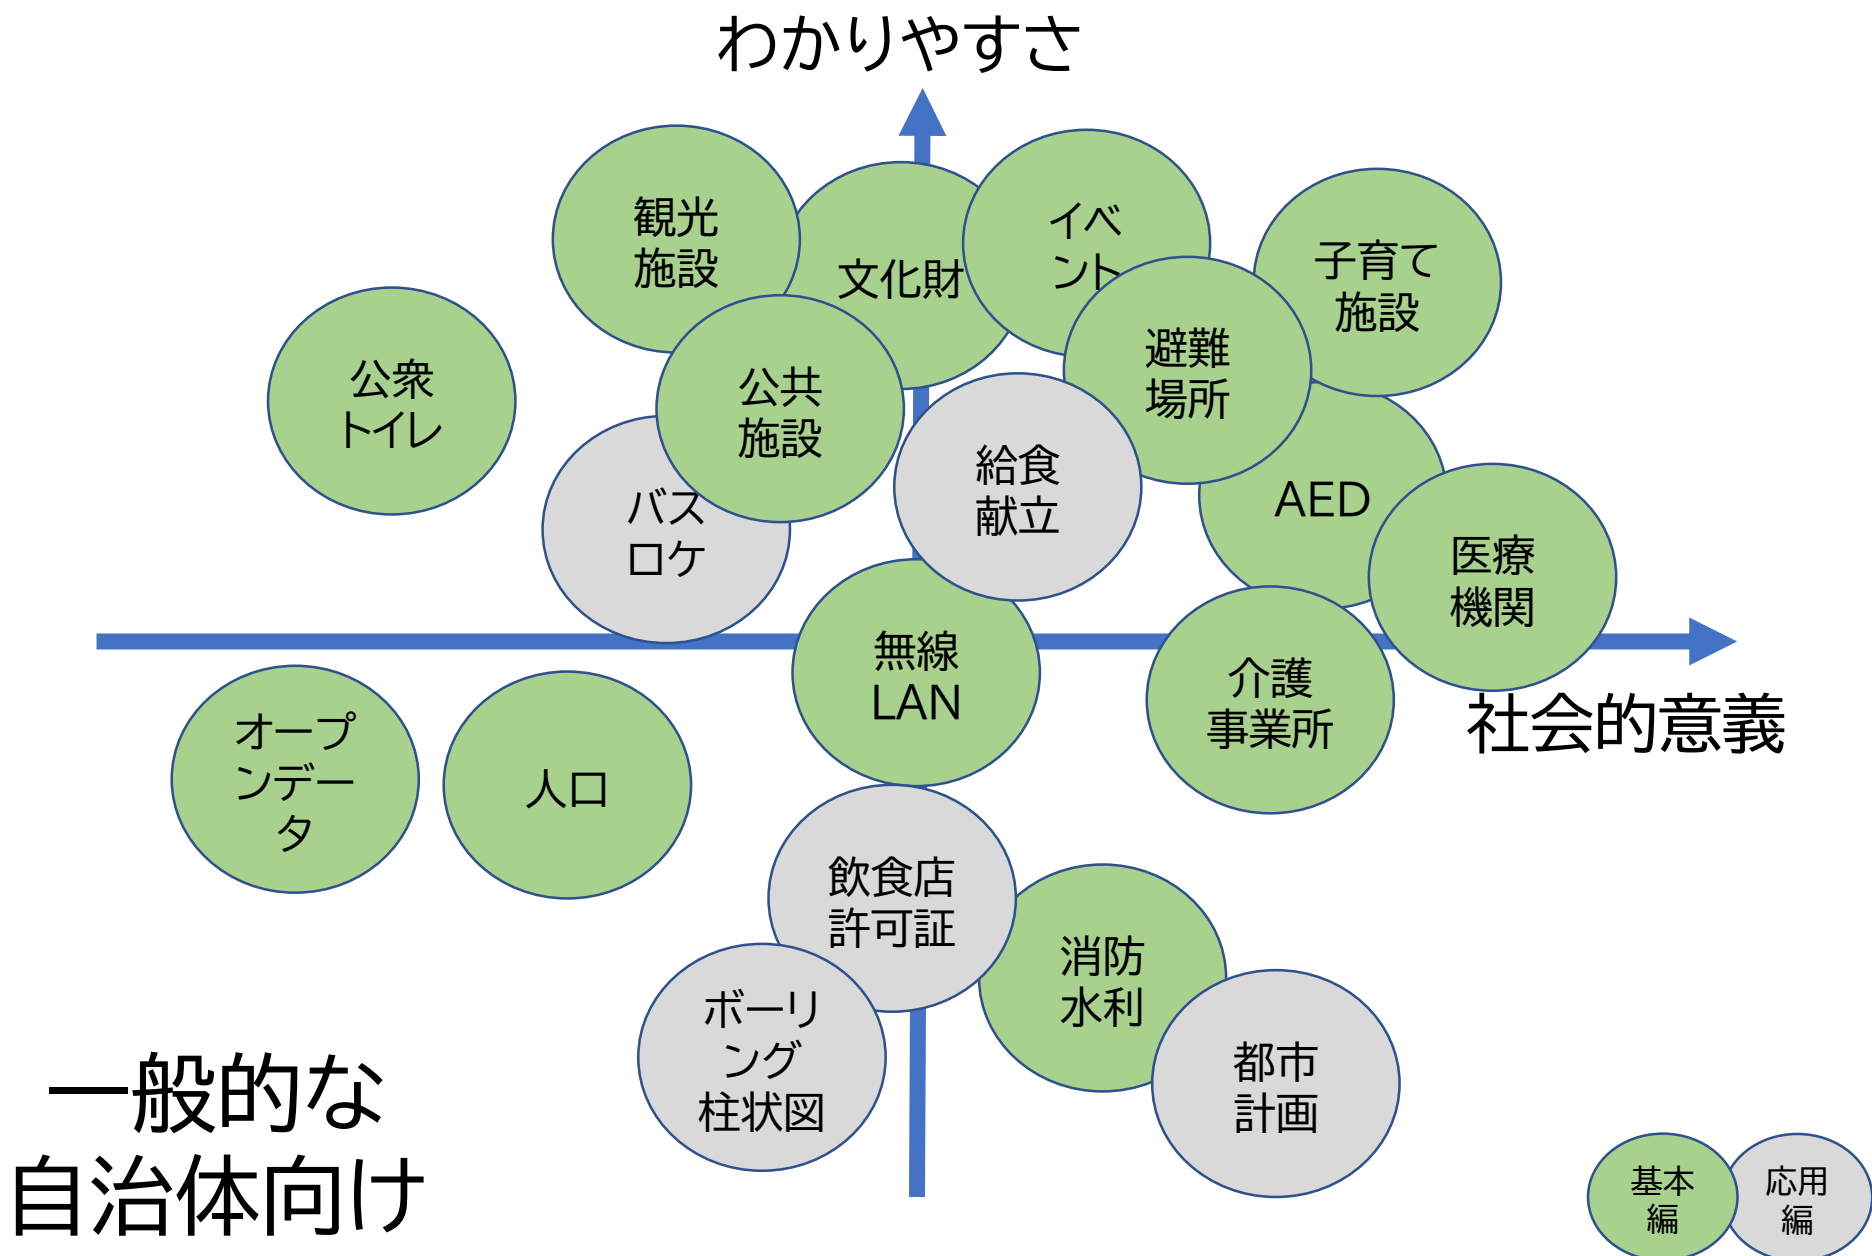 わかりやすさ
観光
施設
文化財
イベ
ント
子育て
施設
避難
場所
公衆
トイレ
公共
施設
バス
ロケ
給食
献立
AED
医療
機関
無線
LAN
介護
事業所
社会的意義
オープ
ンデー
タ
人口
飲食店
許可証
消防
水利
ボーリ
ング
柱状図
都市
計画
一般的な
自治体向け
基本
編
応用
編